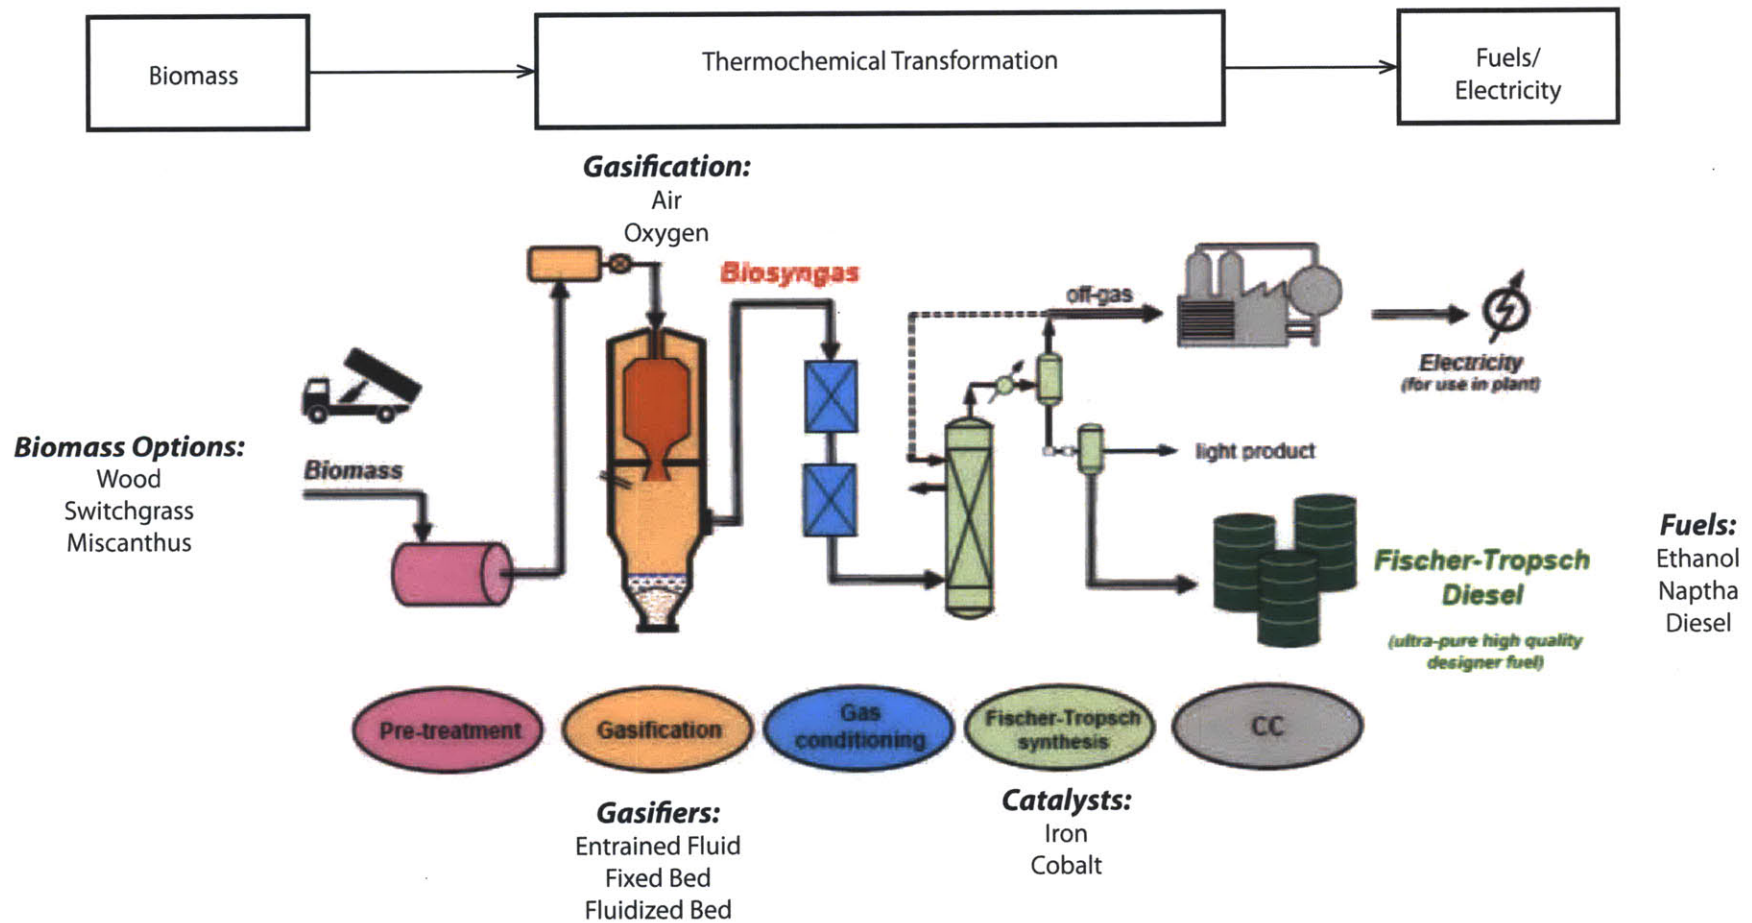 Biomass
Thermochemical Transformation
Fuels/
Electricity
Gasification:
Air
Oxygen
Biosyngas
off-gas
Electricity
(for use in plant)
Biomass Options:
Wood
Switchgrass
Miscanthus
Biomass
light product
Fischer-Tropsch
Diesel
(ultra-pure high quality
designer fuel)
Fuels:
Ethanol
Naptha
Diesel
Pre-treatment
Gasification
Gas
conditioning
Fischer-Tropsch
synthesis
CC
Gasifiers:
Entrained Fluid
Fixed Bed
Fluidized Bed
Catalysts:
Iron
Cobalt